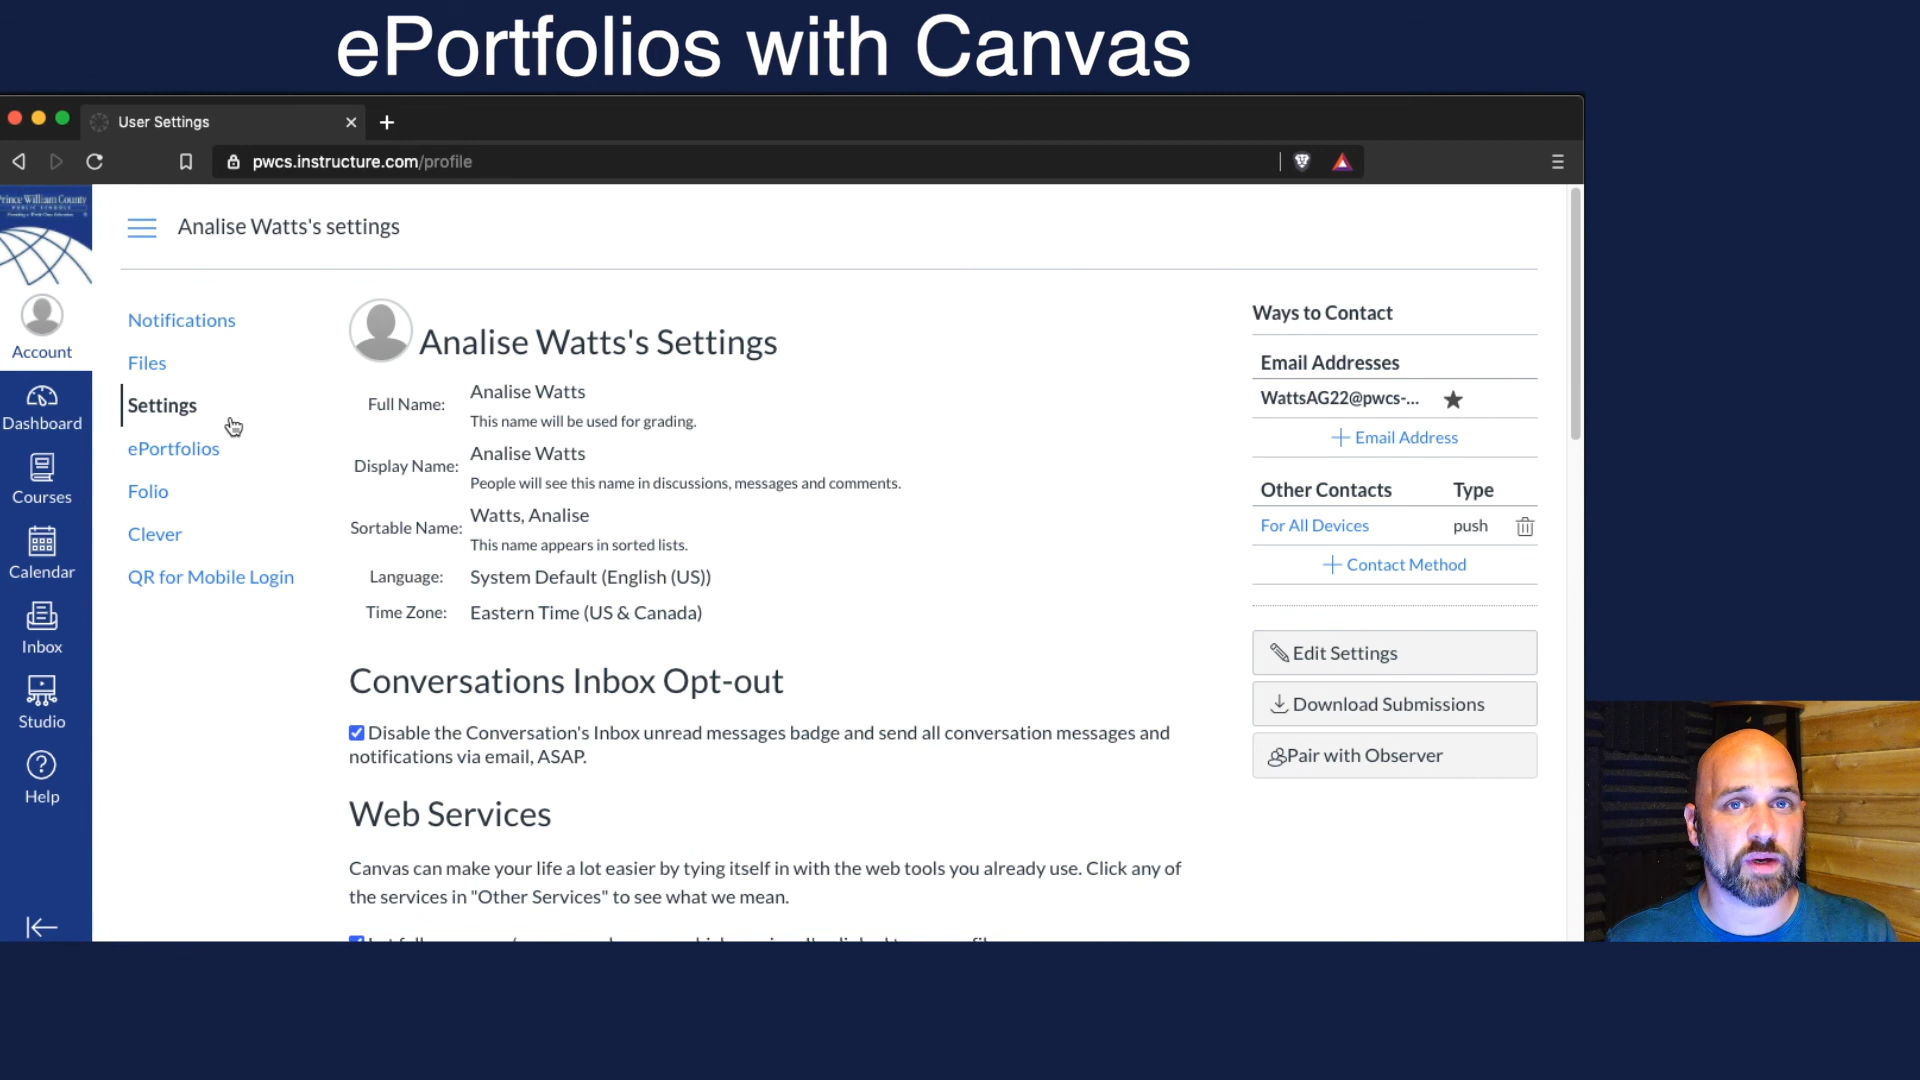 ePortfolios with Canvas
User Settings
pwcs.instructure.com/profile
Prince William County
PUBLIC SCHOOLS
Analise Watts's settings
Account
Dashboard
Courses
Calendar
Inbox
Studio
Help
Notifications
Files
Settings
ePortfolios
Folio
Clever
QR for Mobile Login
Analise Watts's Settings
Full Name: Analise Watts
This name will be used for grading.
Display Name: Analise Watts
People will see this name in discussions, messages and comments.
Sortable Name: Watts, Analise
This name appears in sorted lists.
Language: System Default (English (US))
Time Zone: Eastern Time (US & Canada)
Conversations Inbox Opt-out
Disable the Conversation's Inbox unread messages badge and send all conversation messages and
notifications via email, ASAP.
Web Services
Canvas can make your life a lot easier by tying itself in with the web tools you already use. Click any of
the services in "Other Services" to see what we mean.
Ways to Contact
Email Addresses
WattsAG22@pwcs-...
Email Address
Other Contacts Type
For All Devices push
Contact Method
Edit Settings
Download Submissions
Pair with Observer